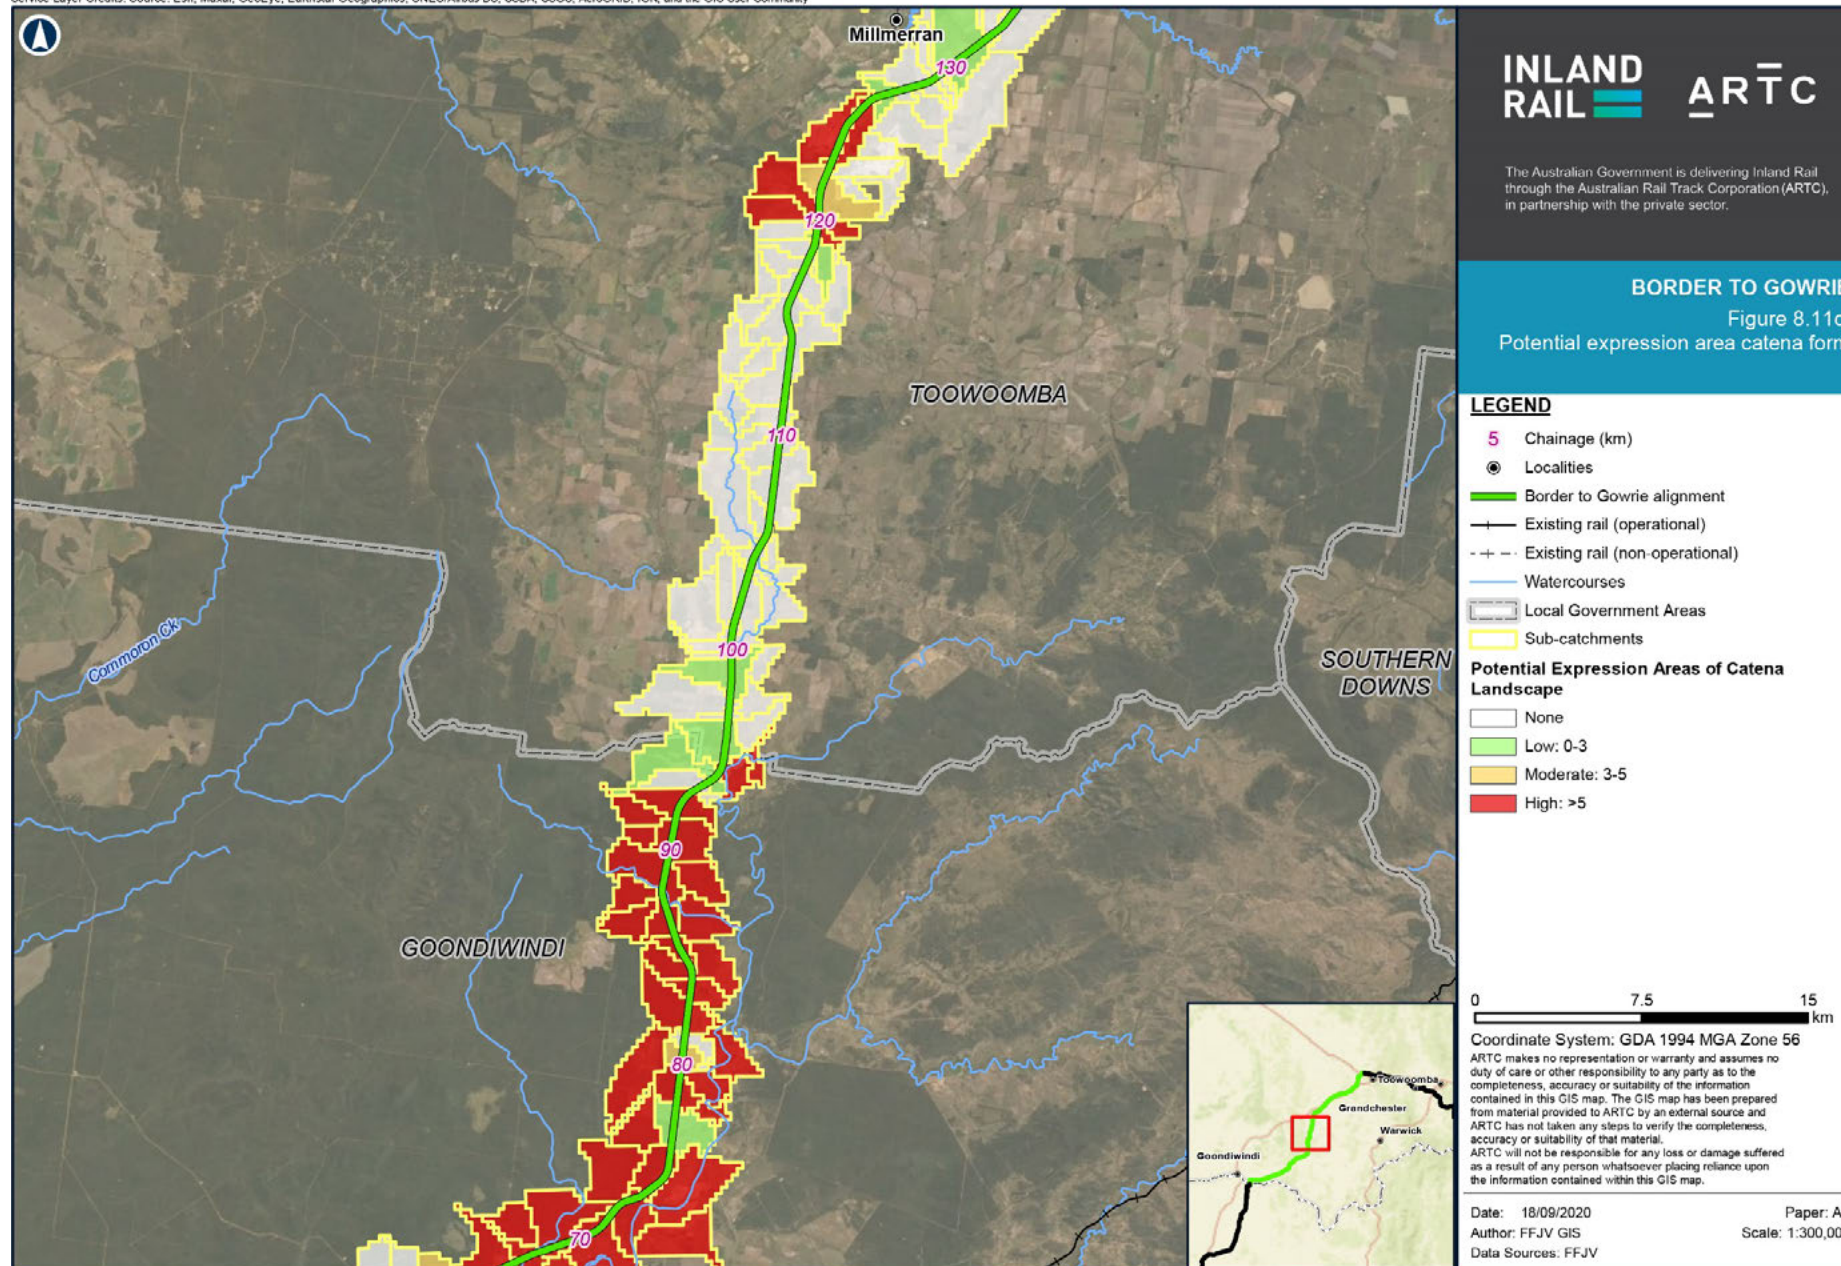 Millmerran
130
120
TOOWOOMBA
110
Commoron Ck
100
SOUTHERN
DOWNS
90
GOONDIWINDI
80
70
INLAND
RAIL
ARTC
The Australian Government is delivering Inland Rail
through the Australian Rail Track Corporation (ARTC),
in partnership with the private sector.
BORDER TO GOWRIE
Figure 8.11c
Potential expression area catena form
LEGEND
5 Chainage (km)
Localities
Border to Gowrie alignment
Existing rail (operational)
Existing rail (non-operational)
Watercourses
Local Government Areas
Sub-catchments
Potential Expression Areas of Catena
Landscape
None
Low: 0-3
Moderate: 3-5
High: >5
0 7.5 15
km
Coordinate System: GDA 1994 MGA Zone 56
ARTC makes no representation or warranty and assumes no
duty of care or other responsibility to any party as to the
completeness, accuracy or suitability of the information
contained in this GIS map. The GIS map has been prepared
from material provided to ARTC by an external source and
ARTC has not taken any steps to verify the completeness,
accuracy or suitability of that material.
ARTC will not be responsible for any loss or damage suffered
as a result of any person whatsoever placing reliance upon
the information contained within this GIS map.
Date: 18/09/2020 Paper: A
Author: FFJV GIS Scale: 1:300,00
Data Sources: FFJV
Toowoomba
Grandchester
Warwick
Goondiwindi